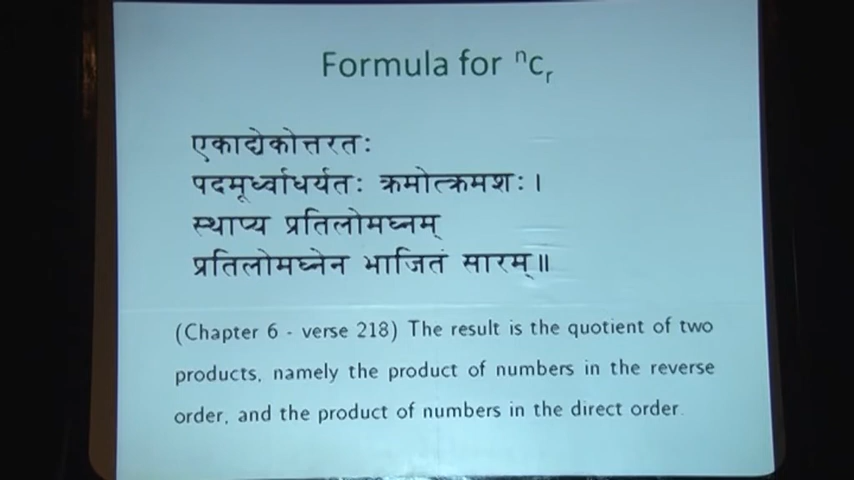 Formula for ⁿcᵣ
एकाद्येकोत्तरतः
पदमूर्ध्वाधर्यतः क्रमोत्क्रमशः।
स्थाप्य प्रतिलोमघ्नम्
प्रतिलोमघ्नेन भाजितं सारम्॥
(Chapter 6 - verse 218) The result is the quotient of two
products, namely the product of numbers in the reverse
order, and the product of numbers in the direct order.